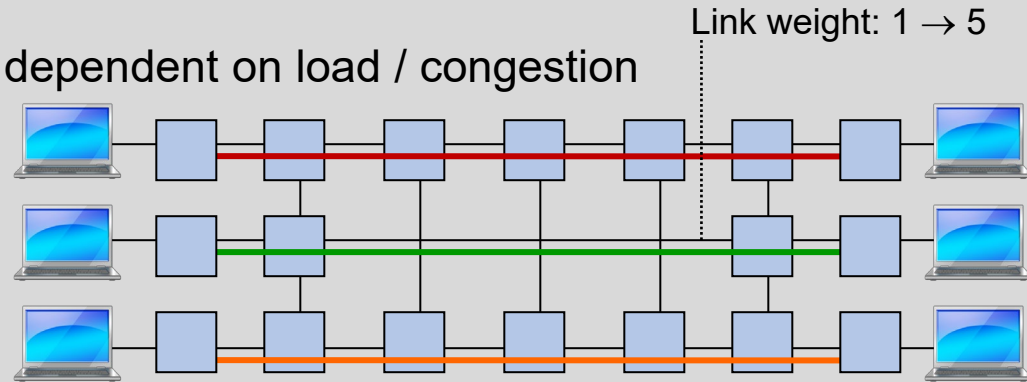 Link weight: 1 → 5
dependent on load / congestion